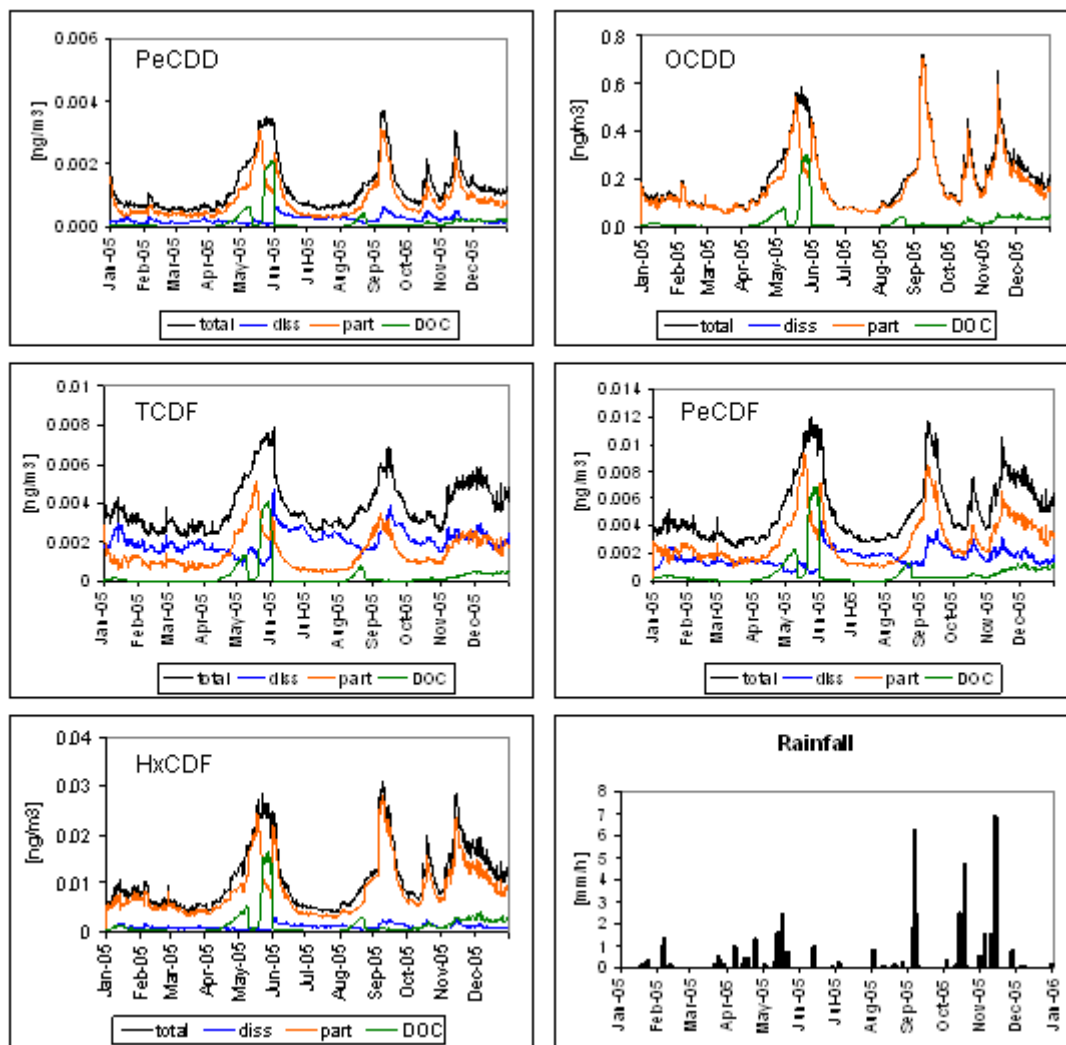 PeCDD
[ng/m3]
0.006
0.004
0.002
0.000
Jan-05
Feb-05
Mar-05
Apr-05
May-05
Jun-05
Jul-05
Aug-05
Sep-05
Oct-05
Nov-05
Dec-05
total diss part DOC
OCDD
[ng/m3]
0.8
0.6
0.4
0.2
0.0
Jan-05
Feb-05
Mar-05
Apr-05
May-05
Jun-05
Jul-05
Aug-05
Sep-05
Oct-05
Nov-05
Dec-05
total diss part DOC
TCDF
[ng/m3]
0.01
0.008
0.006
0.004
0.002
0
Jan-05
Feb-05
Mar-05
Apr-05
May-05
Jun-05
Jul-05
Aug-05
Sep-05
Oct-05
Nov-05
Dec-05
total diss part DOC
PeCDF
[ng/m3]
0.014
0.012
0.01
0.008
0.006
0.004
0.002
0
Jan-05
Feb-05
Mar-05
Apr-05
May-05
Jun-05
Jul-05
Aug-05
Sep-05
Oct-05
Nov-05
Dec-05
total diss part DOC
HxCDF
[ng/m3]
0.04
0.03
0.02
0.01
0
Jan-05
Feb-05
Mar-05
Apr-05
May-05
Jun-05
Jul-05
Aug-05
Sep-05
Oct-05
Nov-05
Dec-05
total diss part DOC
Rainfall
[mm/h]
8
7
6
5
4
3
2
1
0
Jan-05
Feb-05
Mar-05
Apr-05
May-05
Jun-05
Jul-05
Aug-05
Sep-05
Oct-05
Nov-05
Dec-05
Jan-06